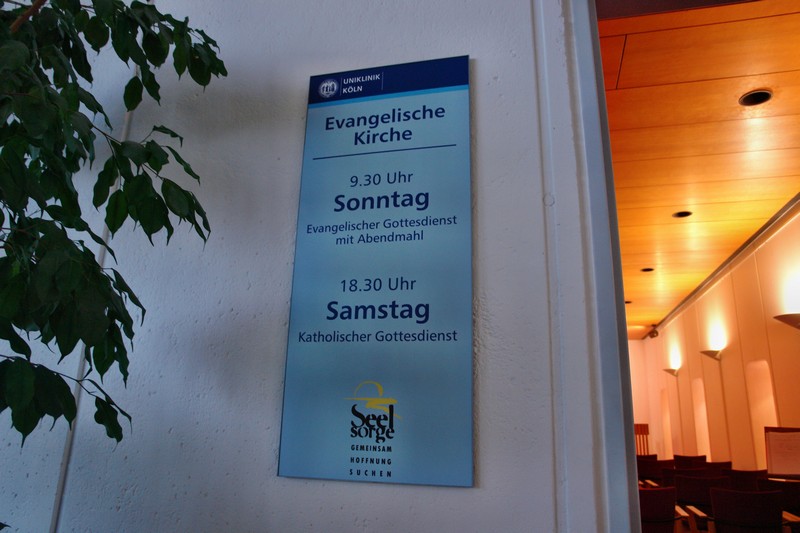 UNIKLINIK
KÖLN
Evangelische
Kirche
9.30 Uhr
Sonntag
Evangelischer Gottesdienst
mit Abendmahl
18.30 Uhr
Samstag
Katholischer Gottesdienst
Seel
sorge
GEMEINSAM
HOFFNUNG
SUCHEN